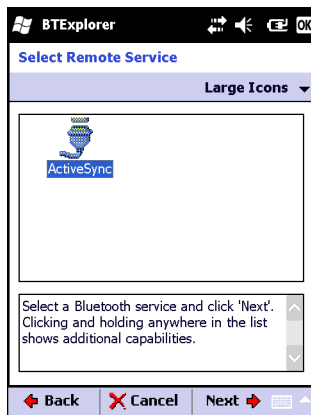 BTExplorer
OK
Select Remote Service
Large Icons
ActiveSync
Select a Bluetooth service and click 'Next'.
Clicking and holding anywhere in the list
shows additional capabilities.
Back Cancel Next